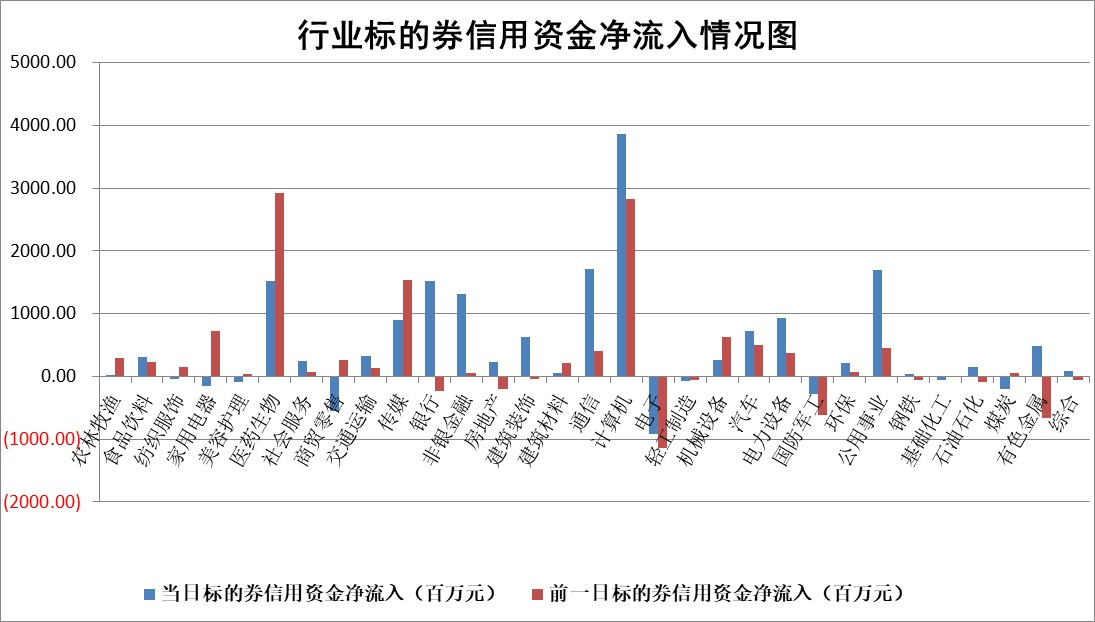 行业标的券信用资金净流入情况图
5000.00
4000.00
3000.00
2000.00
1000.00
0.00
(1000.00)
(2000.00)
农林牧渔
食品饮料
纺织服饰
家用电器
美容护理
医药生物
社会服务
商贸零售
交通运输
传媒
银行
非银金融
房地产
建筑装饰
建筑材料
通信
计算机
电子
轻工制造
机械设备
汽车
电力设备
国防军工
环保
公用事业
钢铁
基础化工
石油石化
煤炭
有色金属
综合
当日标的券信用资金净流入（百万元）
前一日标的券信用资金净流入（百万元）